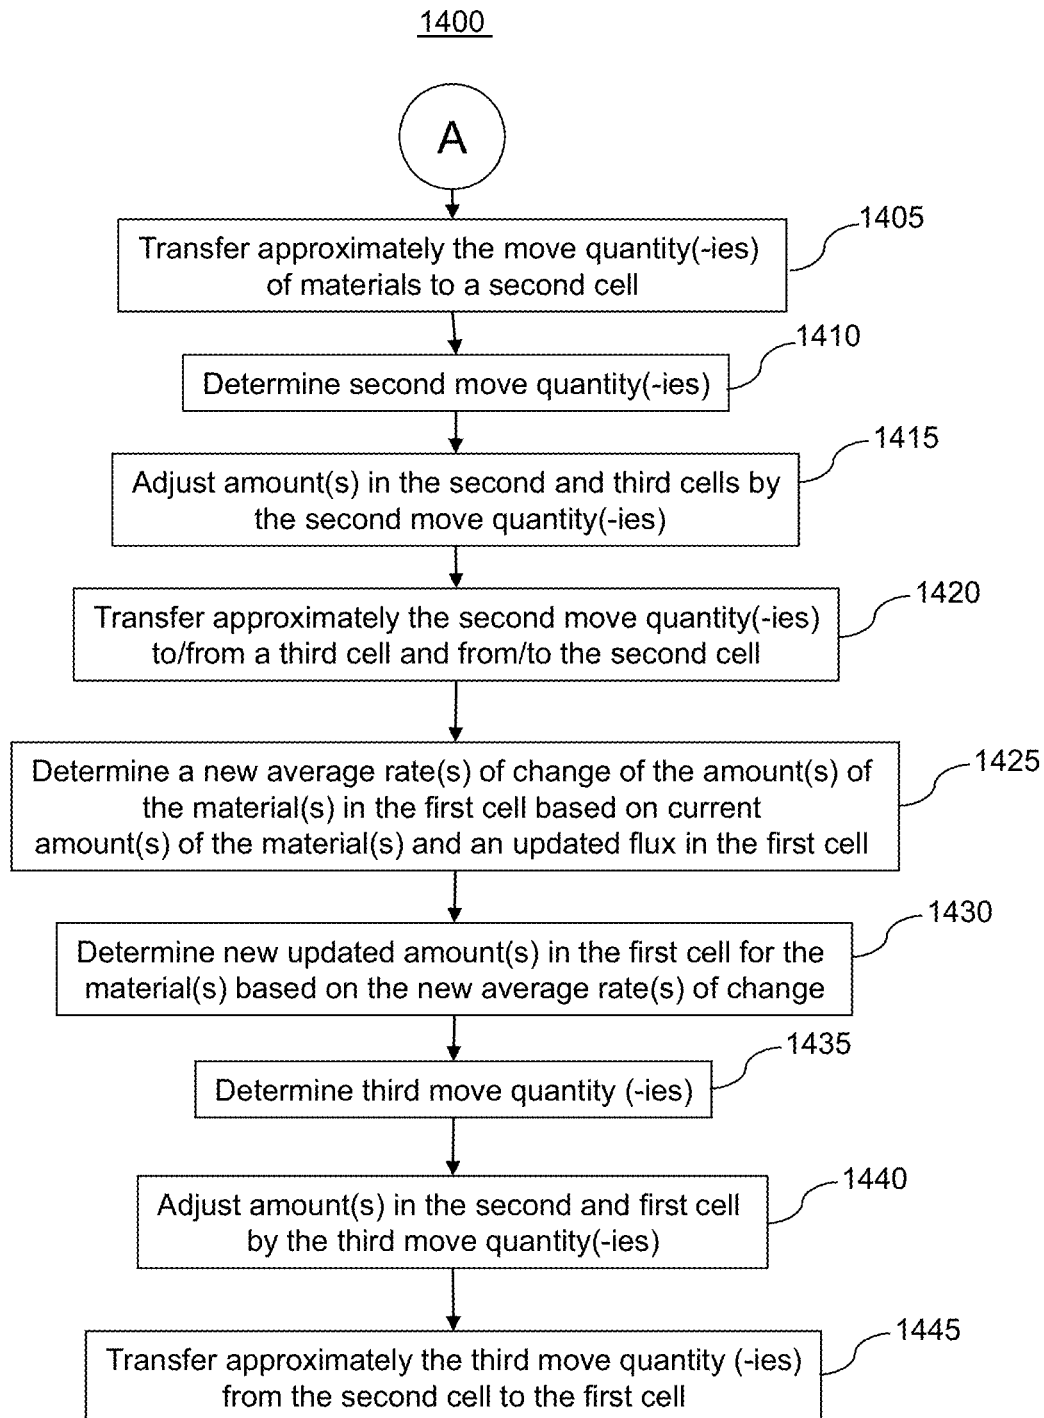 1400
A
1405
Transfer approximately the move quantity(-ies)
of materials to a second cell
1410
Determine second move quantity(-ies)
1415
Adjust amount(s) in the second and third cells by
the second move quantity(-ies)
1420
Transfer approximately the second move quantity(-ies)
to/from a third cell and from/to the second cell
1425
Determine a new average rate(s) of change of the amount(s) of
the material(s) in the first cell based on current
amount(s) of the material(s) and an updated flux in the first cell
1430
Determine new updated amount(s) in the first cell for the
material(s) based on the new average rate(s) of change
1435
Determine third move quantity (-ies)
1440
Adjust amount(s) in the second and first cell
by the third move quantity(-ies)
1445
Transfer approximately the third move quantity (-ies)
from the second cell to the first cell